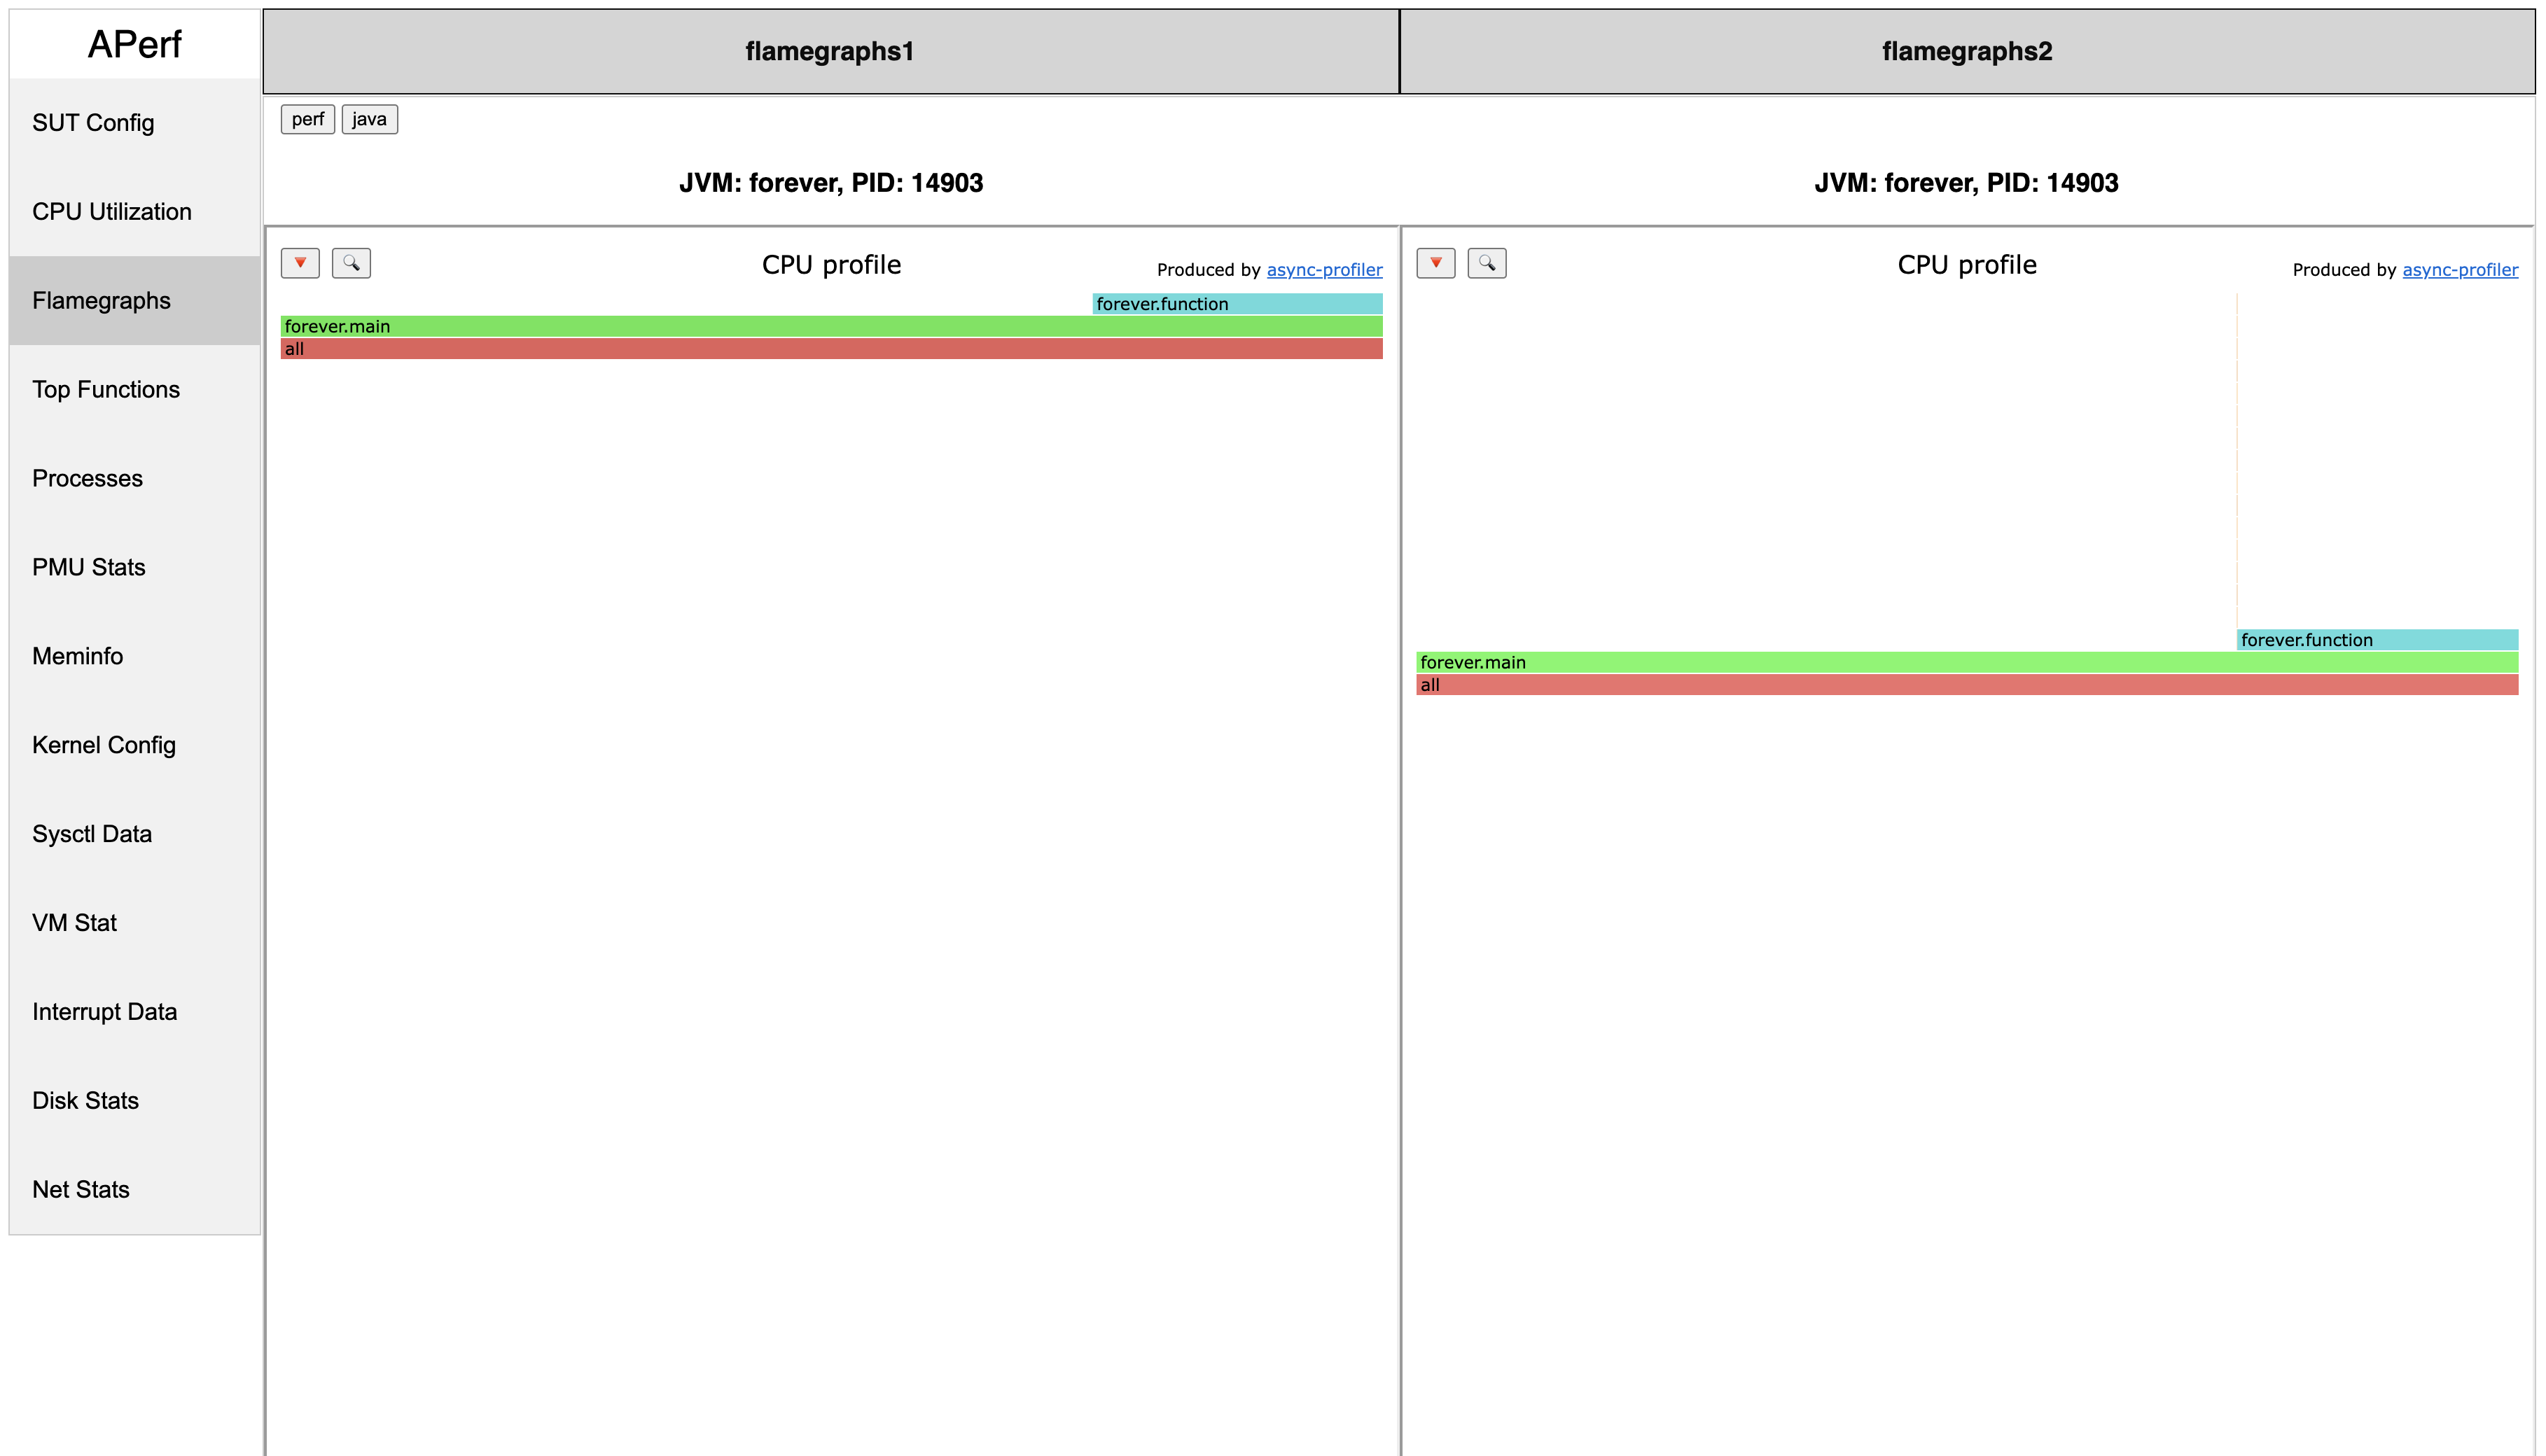 APerf
SUT Config
CPU Utilization
Flamegraphs
Top Functions
Processes
PMU Stats
Meminfo
Kernel Config
Sysctl Data
VM Stat
Interrupt Data
Disk Stats
Net Stats
flamegraphs1
flamegraphs2
perf java
JVM: forever, PID: 14903
JVM: forever, PID: 14903
CPU profile
Produced by async-profiler
forever.function
forever.main
all
CPU profile
Produced by async-profiler
forever.function
forever.main
all